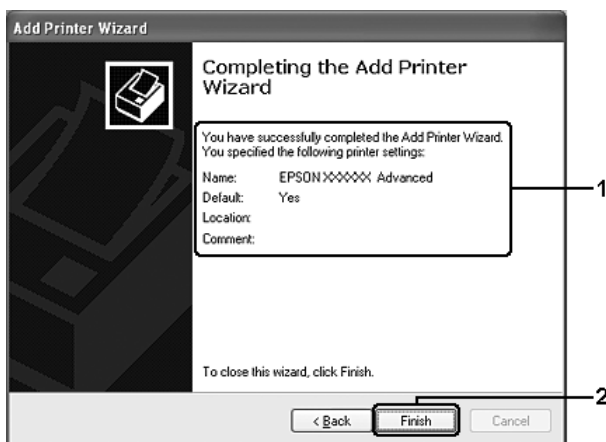 Add Printer Wizard
Completing the Add Printer
Wizard
You have successfully completed the Add Printer Wizard.
You specified the following printer settings:
Name: EPSON XXXXXX Advanced
Default: Yes
Location:
Comment:
1
To close this wizard, click Finish.
2
< Back Finish Cancel